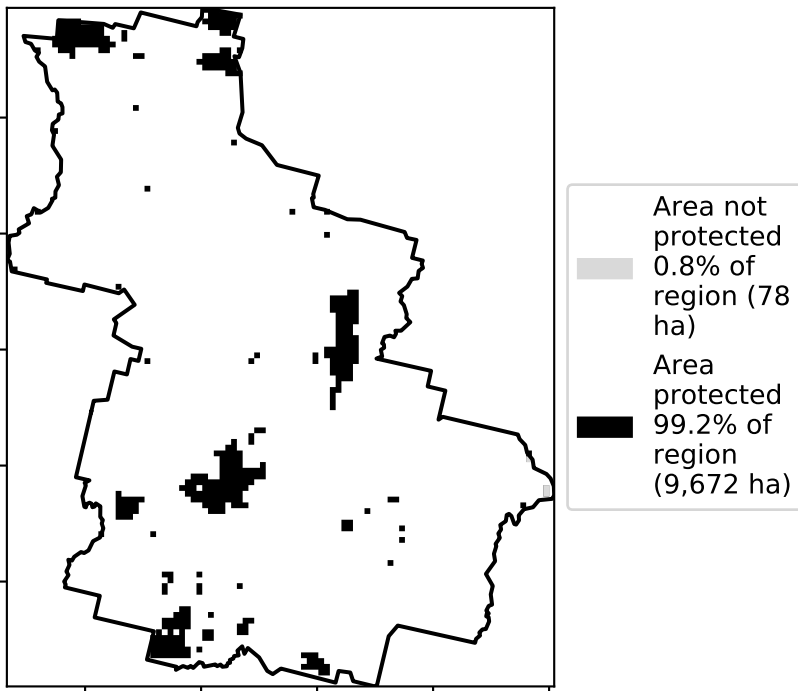 Area not
protected
0.8% of
region (78
ha)
Area
protected
99.2% of
region
(9,672 ha)